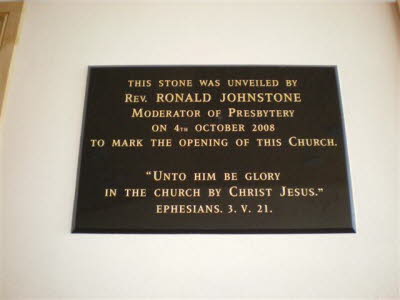 THIS STONE WAS UNVEILED BY
REV. RONALD JOHNSTONE
MODERATOR OF PRESBYTERY
ON 4TH OCTOBER 2008
TO MARK THE OPENING OF THIS CHURCH.
"UNTO HIM BE GLORY
IN THE CHURCH BY CHRIST JESUS."
EPHESIANS. 3. V. 21.